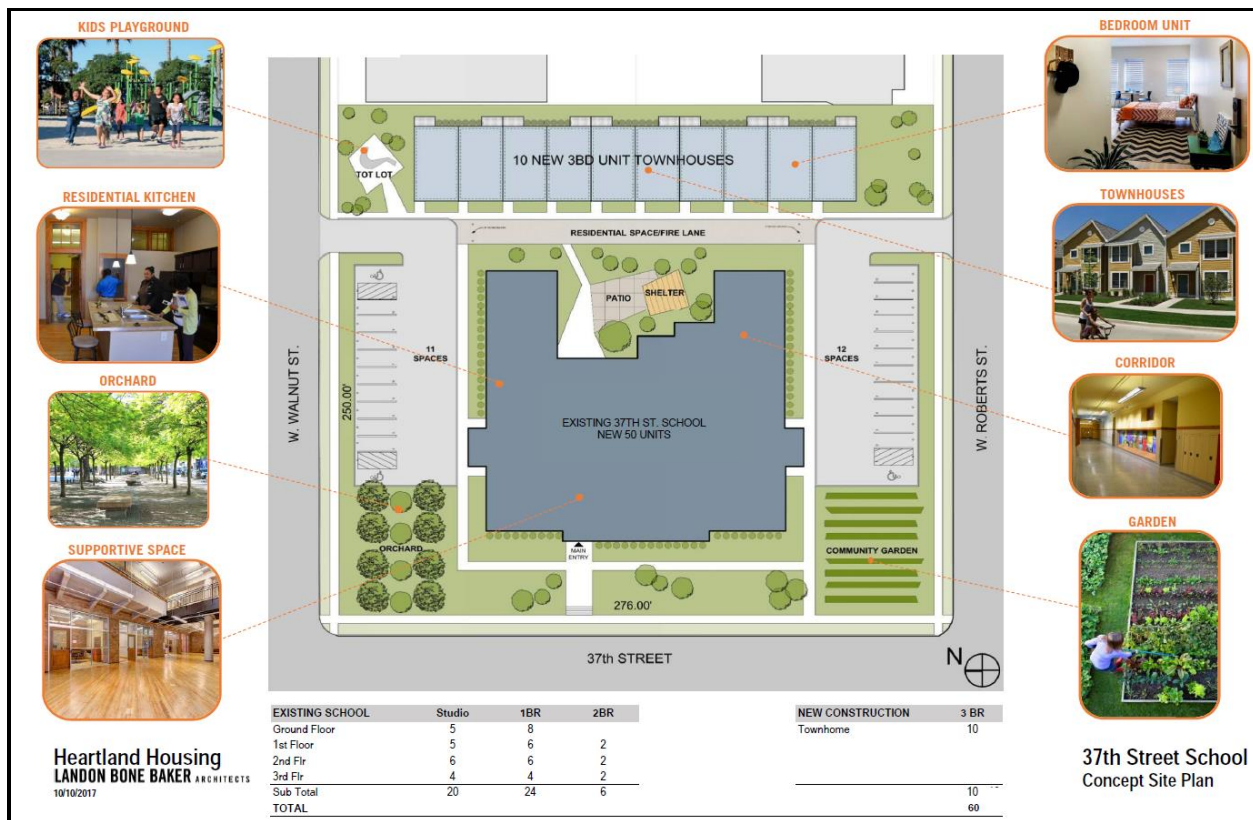 KIDS PLAYGROUND
RESIDENTIAL KITCHEN
ORCHARD
SUPPORTIVE SPACE
BEDROOM UNIT
TOWNHOUSES
CORRIDOR
GARDEN
10 NEW 3BD UNIT TOWNHOUSES
TOT LOT
RESIDENTIAL SPACE/FIRE LANE
PATIO
SHELTER
11
SPACES
12
SPACES
W. WALNUT ST.
250.00'
W. ROBERTS ST.
EXISTING 37TH ST. SCHOOL
NEW 50 UNITS
ORCHARD
MAIN
ENTRY
COMMUNITY GARDEN
276.00'
37th STREET
N
EXISTING SCHOOL Studio 1BR 2BR
Ground Floor 5 8
1st Floor 5 6 2
2nd Flr 6 6 2
3rd Flr 4 4 2
Sub Total 20 24 6
TOTAL
NEW CONSTRUCTION 3 BR
Townhome 10
10
60
Heartland Housing
LANDON BONE BAKER ARCHITECTS
10/10/2017
37th Street School
Concept Site Plan